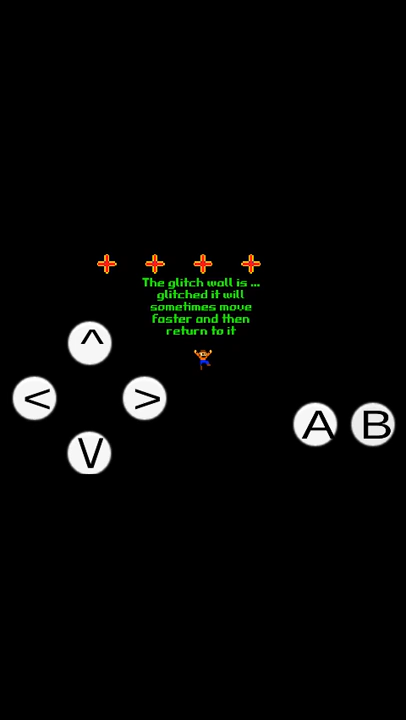 The glitch wall is ...
glitched it will
sometimes move
faster and then
return to it
^
< >
V
A B